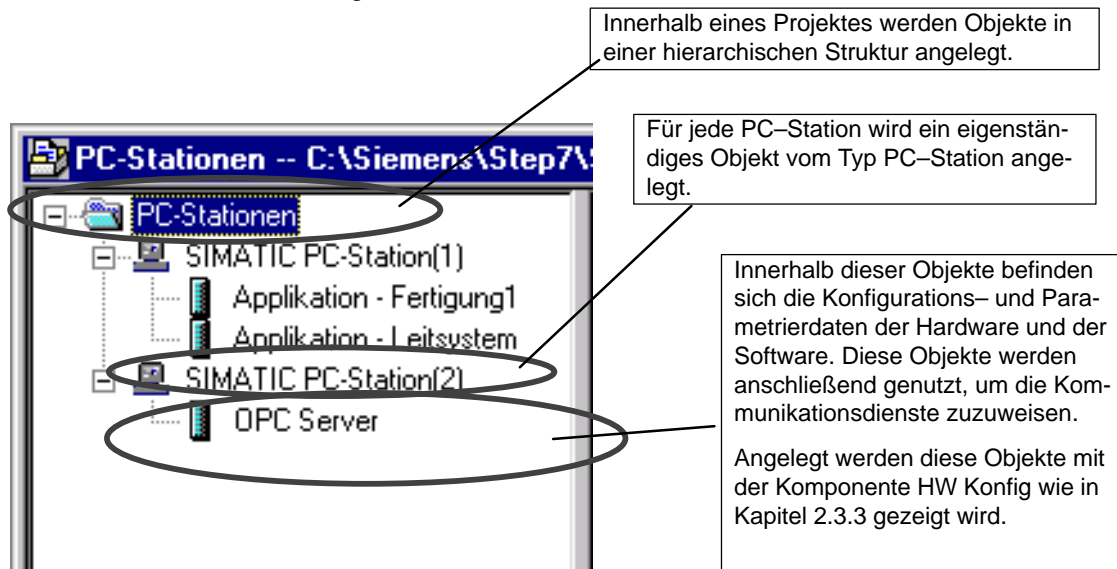 Innerhalb eines Projektes werden Objekte in
einer hierarchischen Struktur angelegt.
Für jede PC–Station wird ein eigenstän-
diges Objekt vom Typ PC–Station ange-
legt.
PC-Stationen -- C:\Siemens\Step7\
PC-Stationen
SIMATIC PC-Station(1)
Applikation - Fertigung1
Applikation - Leitsystem
SIMATIC PC-Station(2)
OPC Server
Innerhalb dieser Objekte befinden
sich die Konfigurations– und Para-
metrierdaten der Hardware und der
Software. Diese Objekte werden
anschließend genutzt, um die Kom-
munikationsdienste zuzuweisen.
Angelegt werden diese Objekte mit
der Komponente HW Konfig wie in
Kapitel 2.3.3 gezeigt wird.